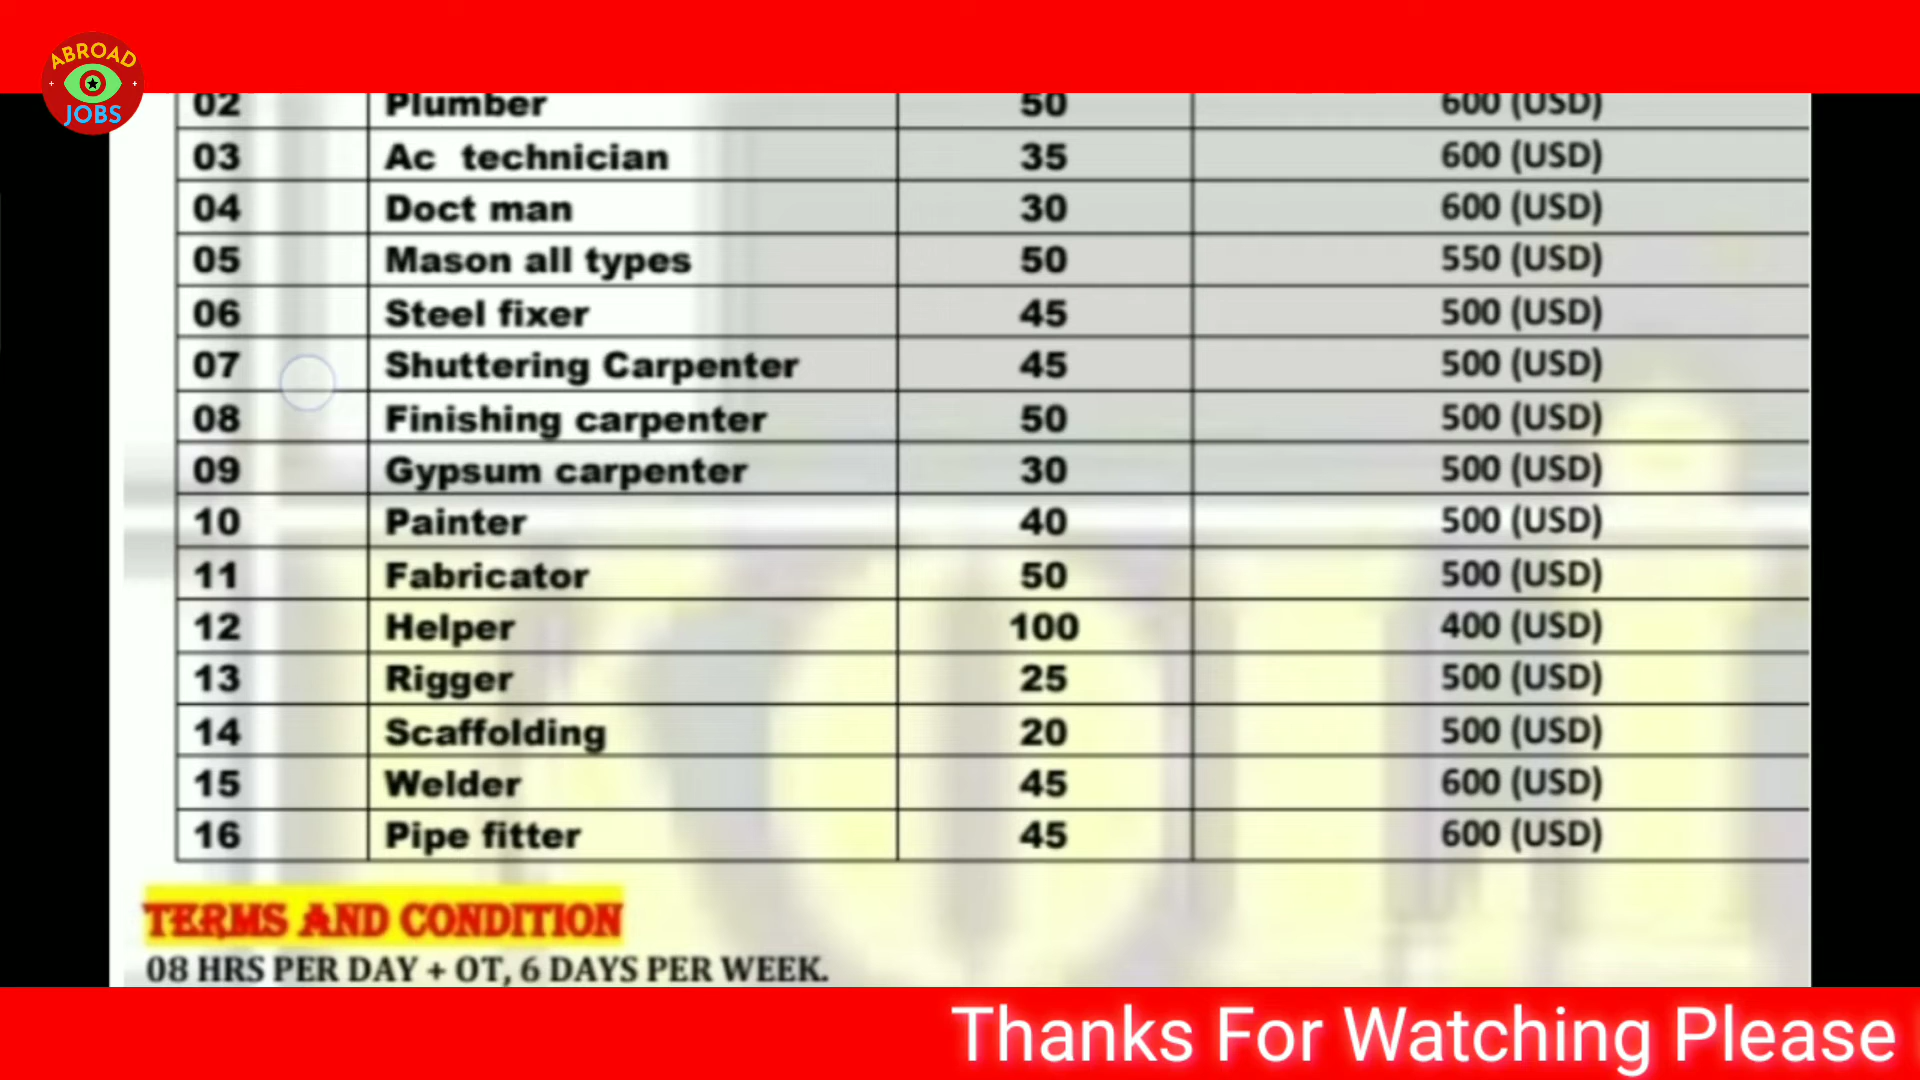 ABROAD
JOBS
02 Plumber 50 600 (USD)
03 Ac technician 35 600 (USD)
04 Doct man 30 600 (USD)
05 Mason all types 50 550 (USD)
06 Steel fixer 45 500 (USD)
07 Shuttering Carpenter 45 500 (USD)
08 Finishing carpenter 50 500 (USD)
09 Gypsum carpenter 30 500 (USD)
10 Painter 40 500 (USD)
11 Fabricator 50 500 (USD)
12 Helper 100 400 (USD)
13 Rigger 25 500 (USD)
14 Scaffolding 20 500 (USD)
15 Welder 45 600 (USD)
16 Pipe fitter 45 600 (USD)
TERMS AND CONDITION
08 HRS PER DAY + OT, 6 DAYS PER WEEK.
Thanks For Watching Please